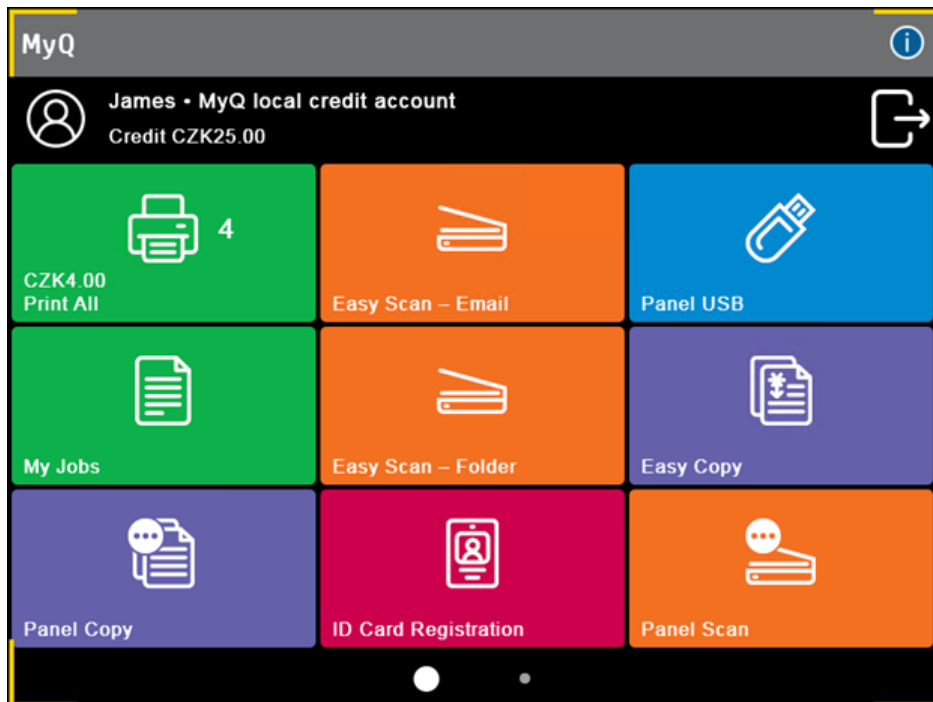 MyQ
James • MyQ local credit account
Credit CZK25.00
4
CZK4.00
Print All
Easy Scan – Email
Panel USB
My Jobs
Easy Scan – Folder
Easy Copy
Panel Copy
ID Card Registration
Panel Scan